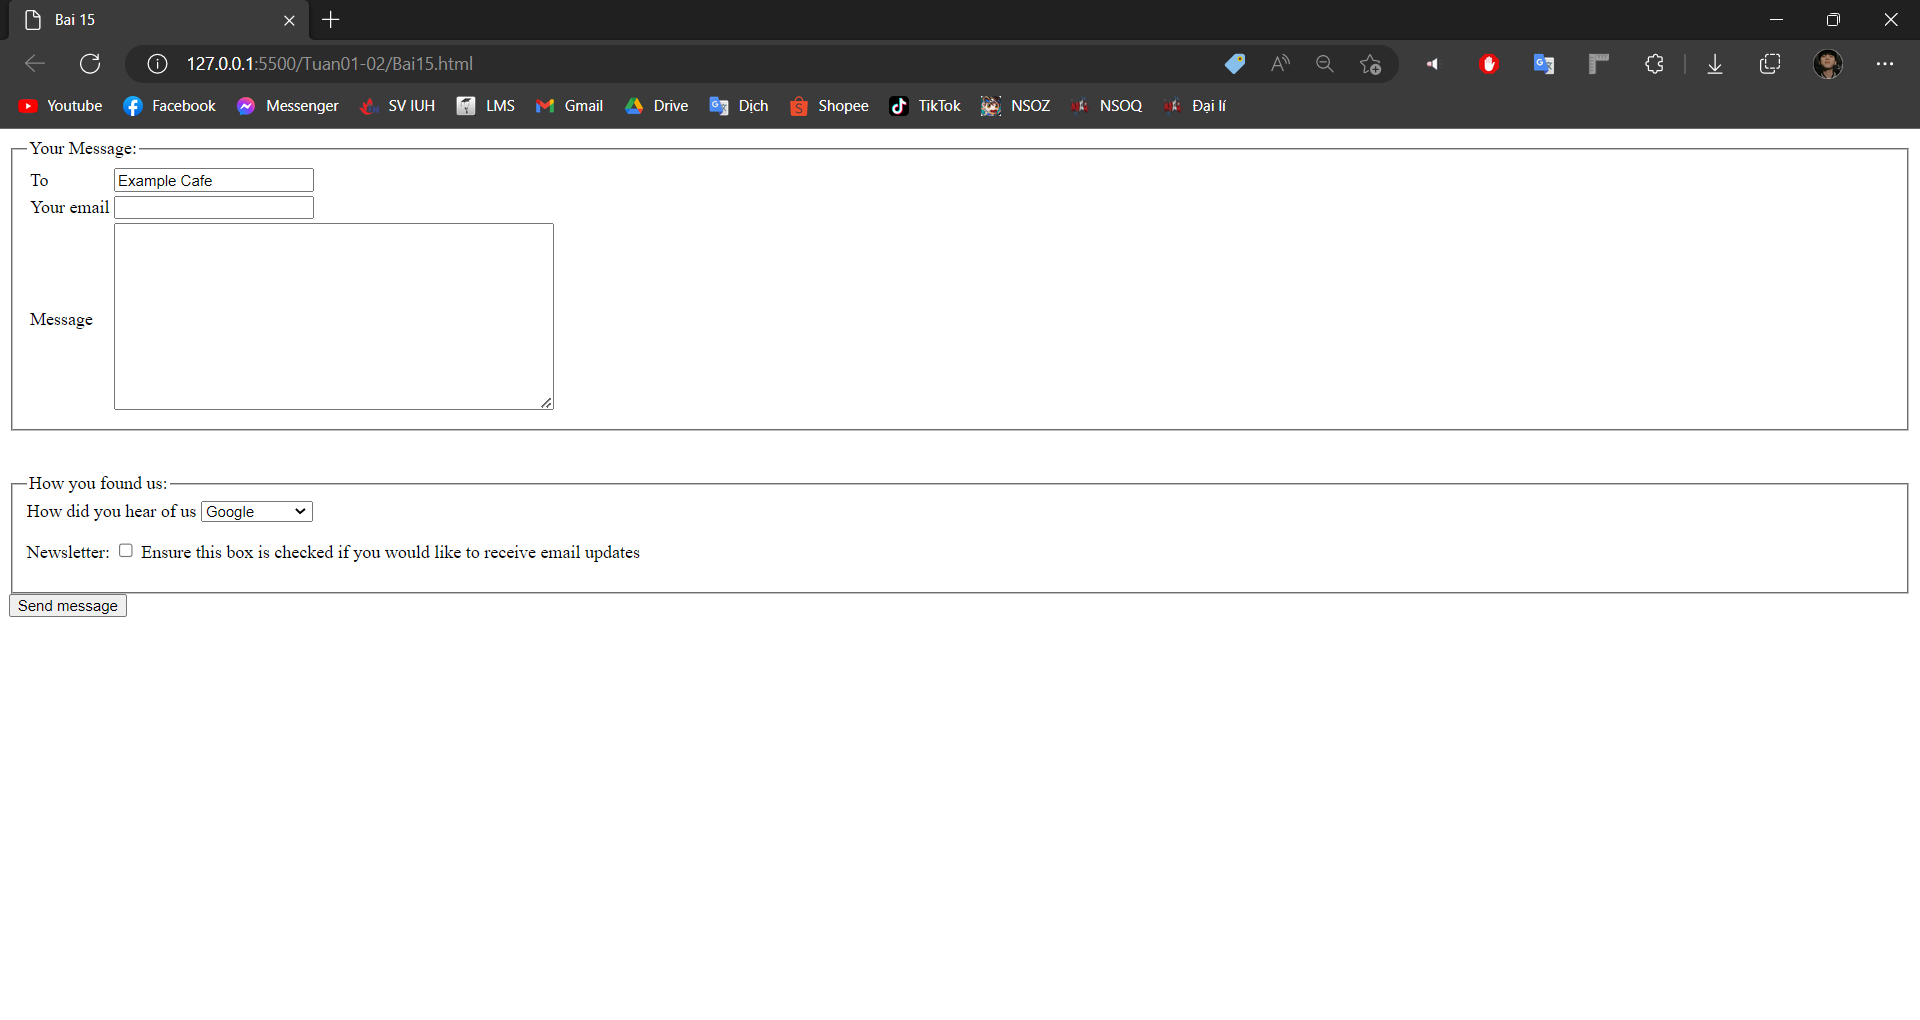 Bai 15
127.0.0.1:5500/Tuan01-02/Bai15.html
Youtube Facebook Messenger SV IUH LMS Gmail Drive Dịch Shopee TikTok NSOZ NSOQ Đại lí
Your Message:
To Example Cafe
Your email
Message
How you found us:
How did you hear of us Google
Newsletter: Ensure this box is checked if you would like to receive email updates
Send message